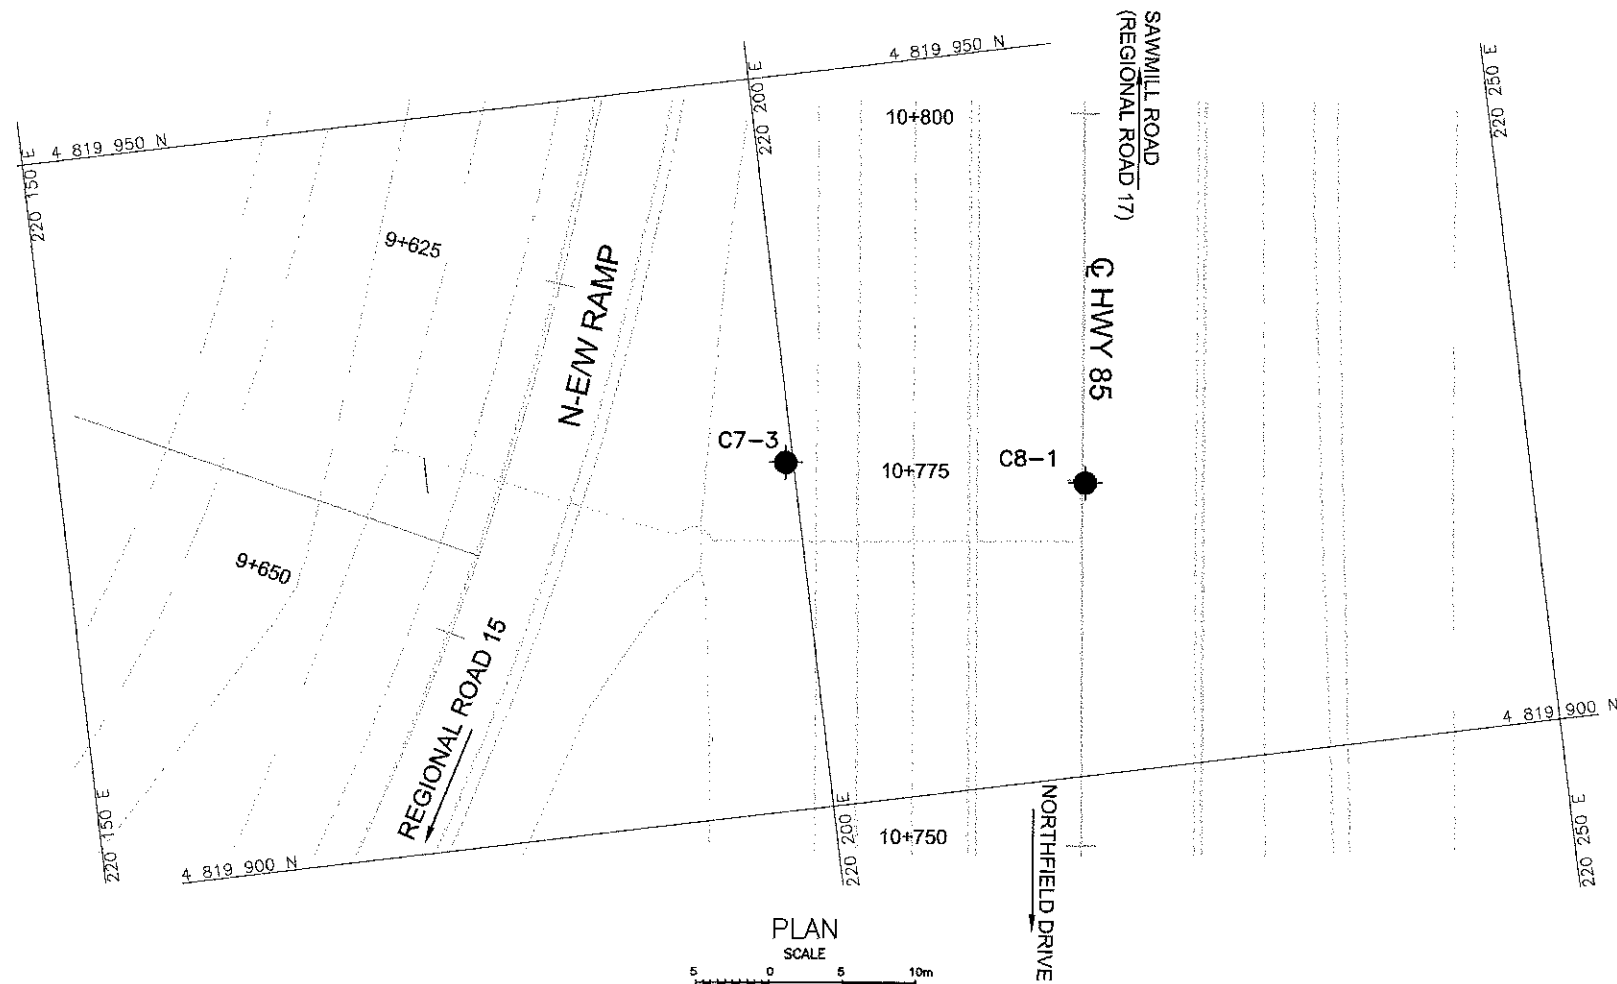 SAWMILL ROAD
(REGIONAL ROAD 17)
4 819 950 N
220 200 E
220 250 E
4 819 950 N
220 150 E
10+800
9+625
N-E/W RAMP
℄ HWY 85
C7-3
10+775
C8-1
9+650
REGIONAL ROAD 15
4 819 900 N
10+750
NORTHFIELD DRIVE
220 150 E
4 819 900 N
220 200 E
220 250 E
PLAN
SCALE
5 0 5 10m